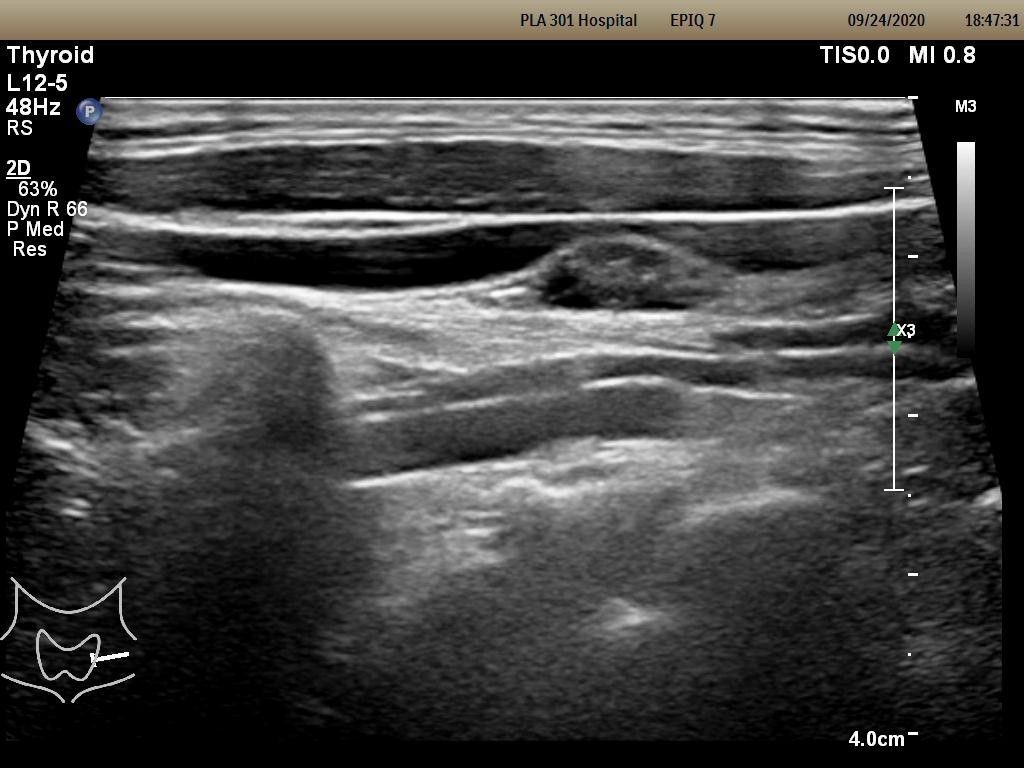 PLA 301 Hospital EPIQ 7 09/24/2020 18:47:31
Thyroid TIS0.0 MI 0.8
L12-5
48Hz
RS
P
M3
2D
63%
Dyn R 66
P Med
Res
X3
4.0cm